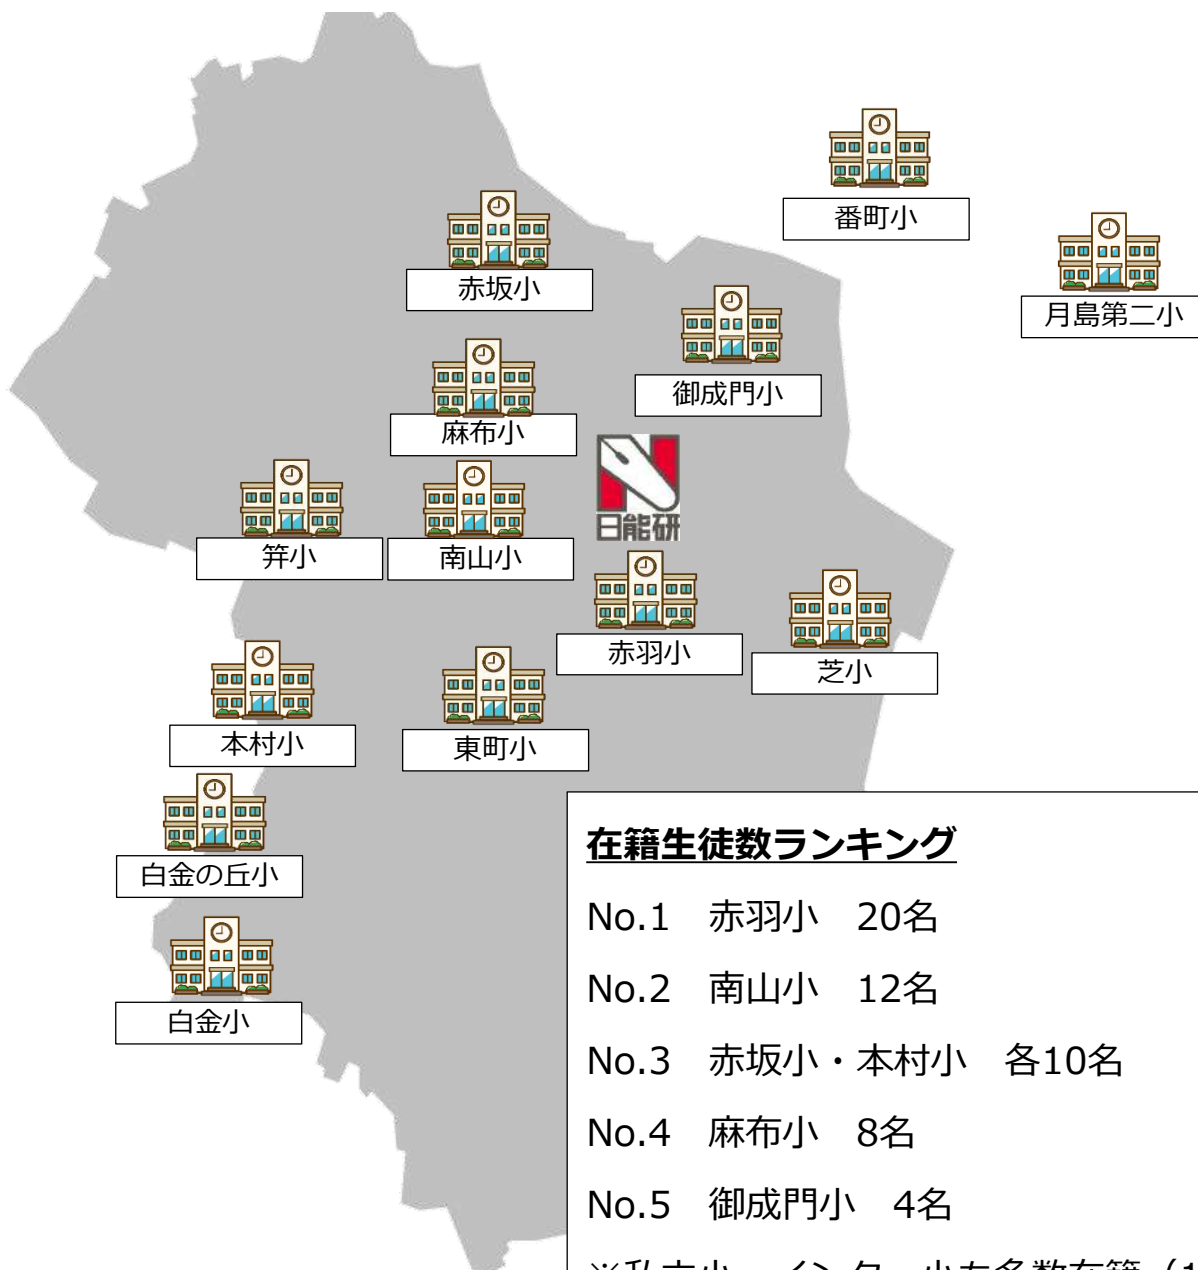 番町小
赤坂小
月島第二小
御成門小
麻布小
日能研
笄小
南山小
赤羽小
芝小
本村小
東町小
白金の丘小
白金小
在籍生徒数ランキング
No.1　赤羽小　20名
No.2　南山小　12名
No.3　赤坂小・本村小　各10名
No.4　麻布小　8名
No.5　御成門小　4名